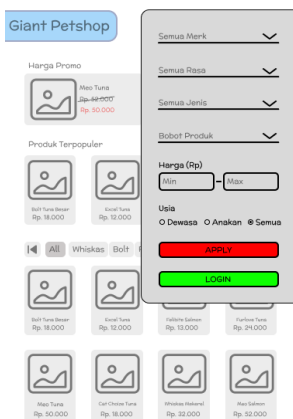 Giant Petshop
Harga Promo
Meo Tuna
Rp. 52.000
Rp. 50.000
Produk Terpopuler
Bolt Tuna Besar
Rp. 18.000
Excel Tuna
Rp. 12.000
All Whiskas Bolt
Bolt Tuna Besar
Rp. 18.000
Excel Tuna
Rp. 12.000
Felibite Salmon
Rp. 13.000
Furlove Tuna
Rp. 24.000
Meo Tuna
Rp. 50.000
Cat Choize Tuna
Rp. 18.000
Whiskas Makarel
Rp. 32.000
Meo Salmon
Rp. 52.000
Semua Merk
Semua Rasa
Semua Jenis
Bobot Produk
Harga (Rp)
Min – Max
Usia
Dewasa Anakan Semua
APPLY
LOGIN